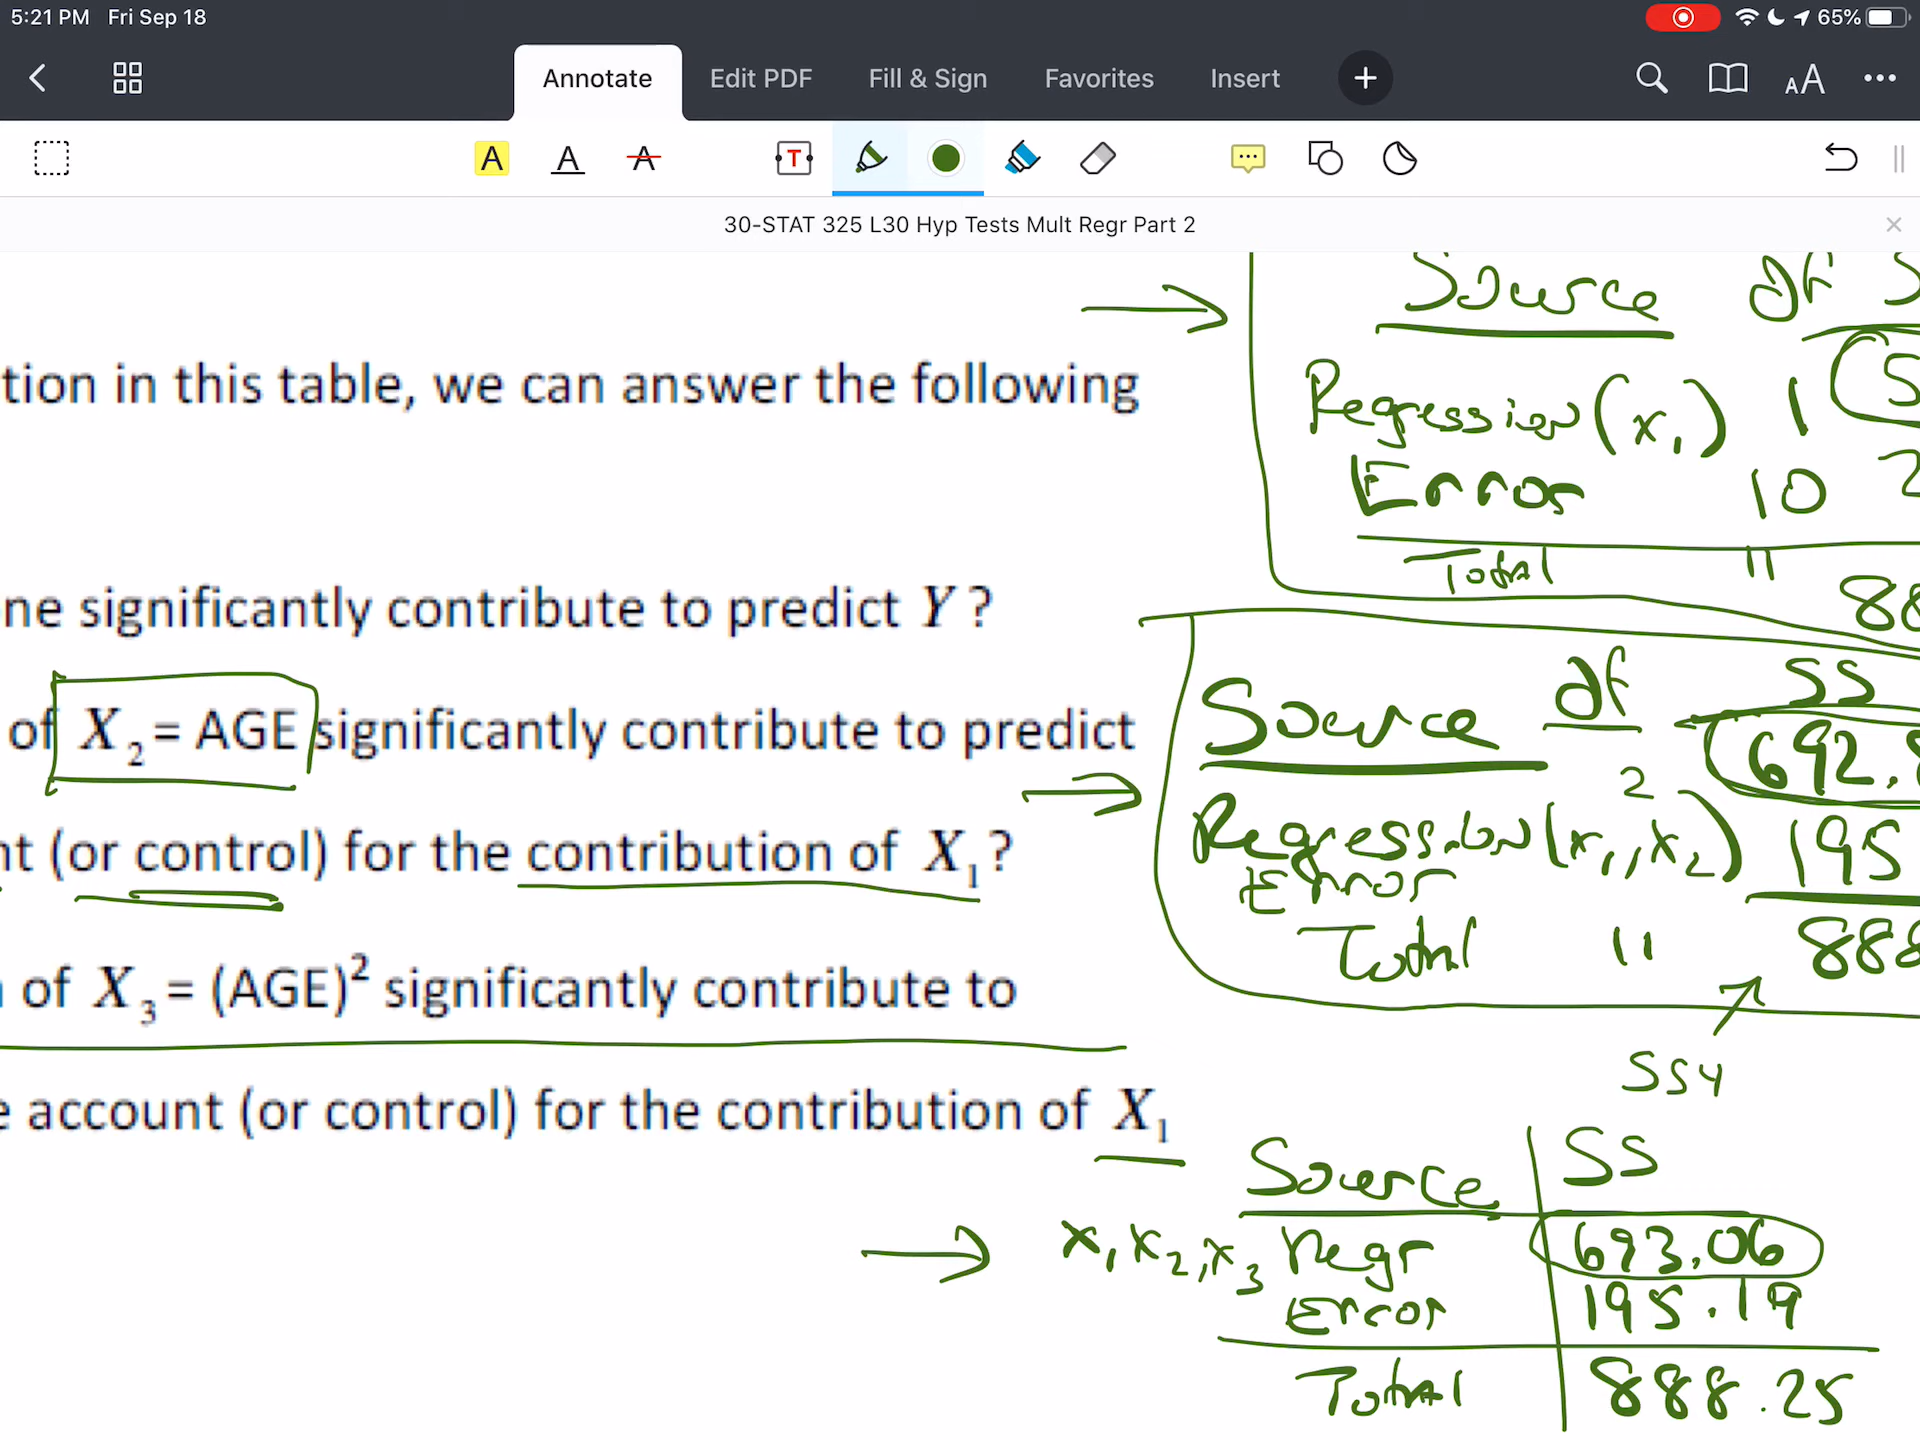 5:21 PM Fri Sep 18
65%
Annotate Edit PDF Fill & Sign Favorites Insert
30-STAT 325 L30 Hyp Tests Mult Regr Part 2
tion in this table, we can answer the following
ne significantly contribute to predict Y ?
of X₂ = AGE significantly contribute to predict
nt (or control) for the contribution of X₁ ?
of X₃ = (AGE)² significantly contribute to
e account (or control) for the contribution of X₁
Source df S
Regression (x₁) 1 5
Error 10 2
Total 11 88
Source df SS
2 692.8
Regression (x₁, x₂) 195
Error
Total 11 888
SSY
Source SS
x₁ x₂, x₃ Regr 693.06
Error 195.19
Total 888.25